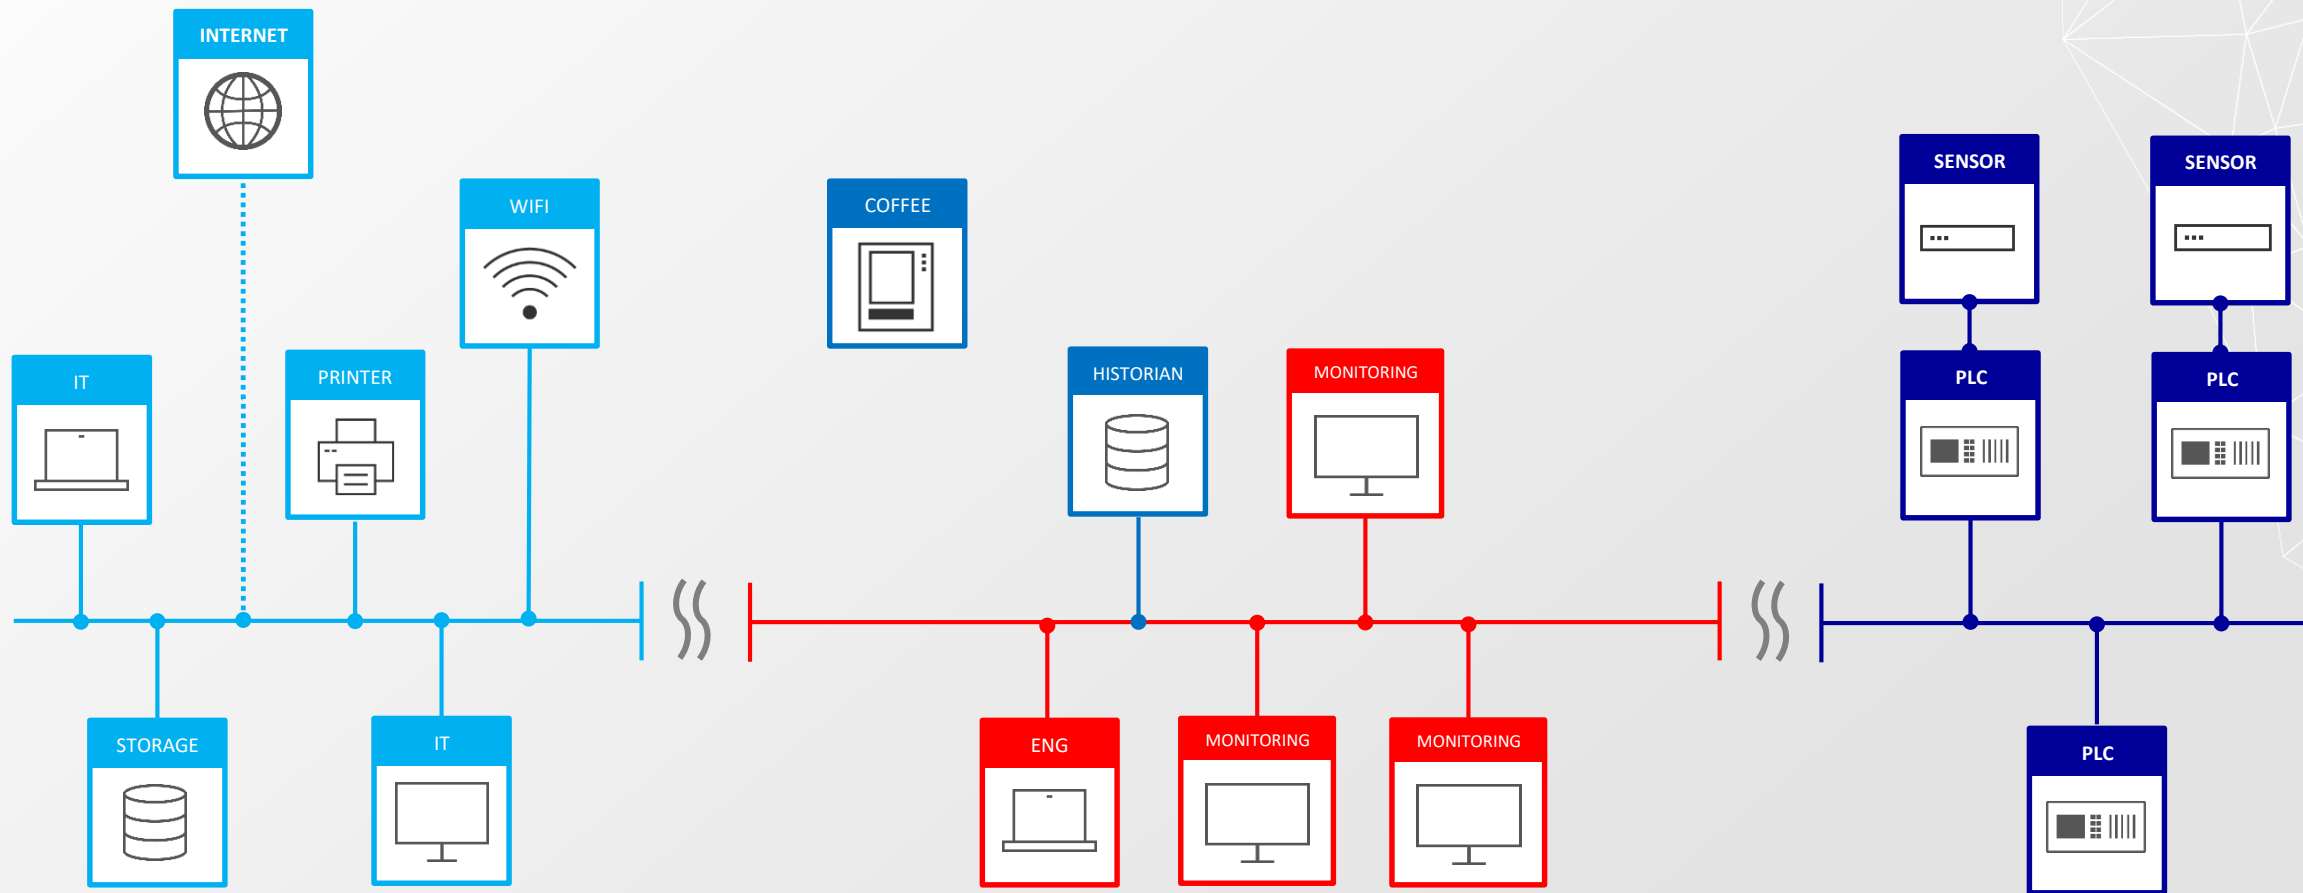 INTERNET
WIFI
COFFEE
SENSOR
SENSOR
IT
PRINTER
HISTORIAN
MONITORING
PLC
PLC
STORAGE
IT
ENG
MONITORING
MONITORING
PLC